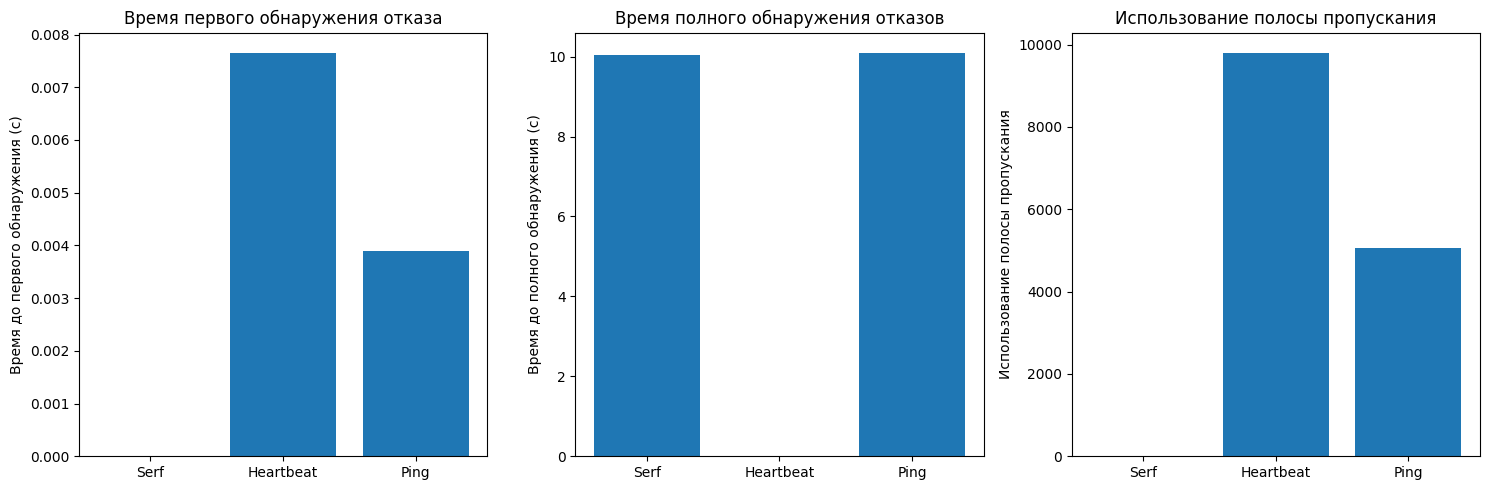 Время первого обнаружения отказа
Время до первого обнаружения (с)
0.008
0.007
0.006
0.005
0.004
0.003
0.002
0.001
0.000
Serf Heartbeat Ping
Время полного обнаружения отказов
Время до полного обнаружения (с)
10
8
6
4
2
0
Serf Heartbeat Ping
Использование полосы пропускания
Использование полосы пропускания
10000
8000
6000
4000
2000
0
Serf Heartbeat Ping